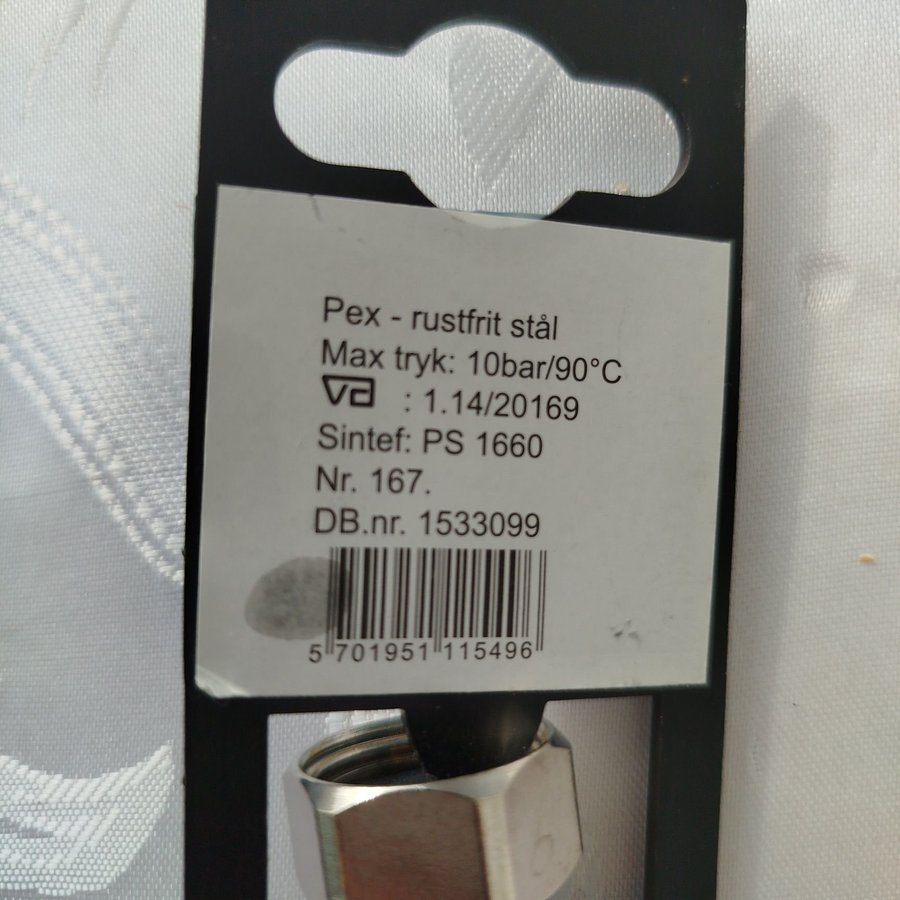 Pex - rustfrit stål
Max tryk: 10bar/90°C
va : 1.14/20169
Sintef: PS 1660
Nr. 167.
DB.nr. 1533099
5 701951 115496